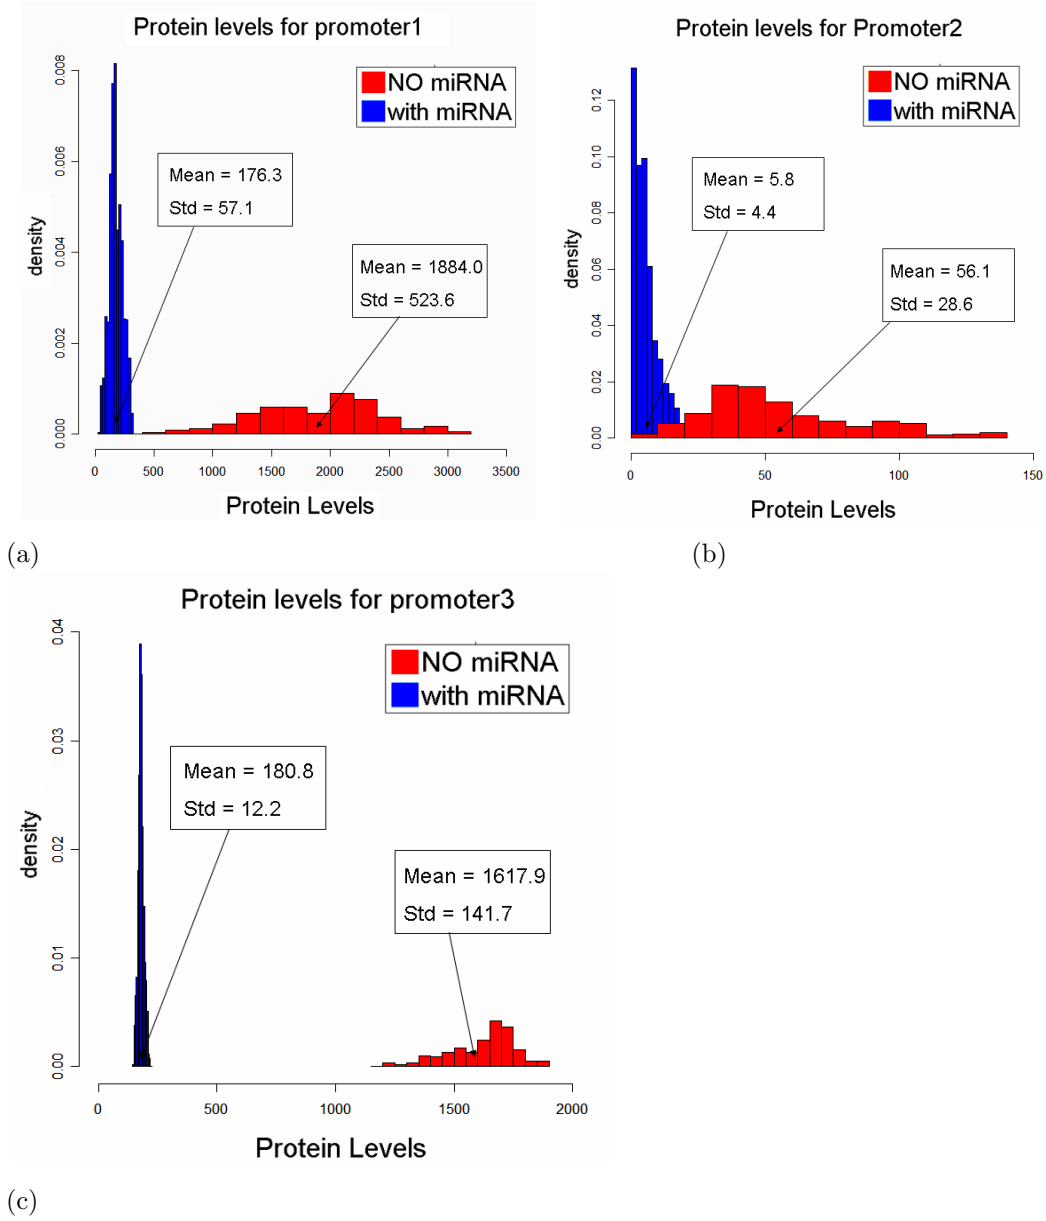 Protein levels for promoter1
NO miRNA
with miRNA
Mean = 176.3
Std = 57.1
Mean = 1884.0
Std = 523.6
density
0.000
0.002
0.004
0.006
0.008
0
500
1000
1500
2000
2500
3000
3500
Protein Levels
(a)
Protein levels for Promoter2
NO miRNA
with miRNA
Mean = 5.8
Std = 4.4
Mean = 56.1
Std = 28.6
density
0.00
0.02
0.04
0.06
0.08
0.10
0.12
0
50
100
150
Protein Levels
(b)
Protein levels for promoter3
NO miRNA
with miRNA
Mean = 180.8
Std = 12.2
Mean = 1617.9
Std = 141.7
density
0.00
0.01
0.02
0.03
0.04
0
500
1000
1500
2000
Protein Levels
(c)